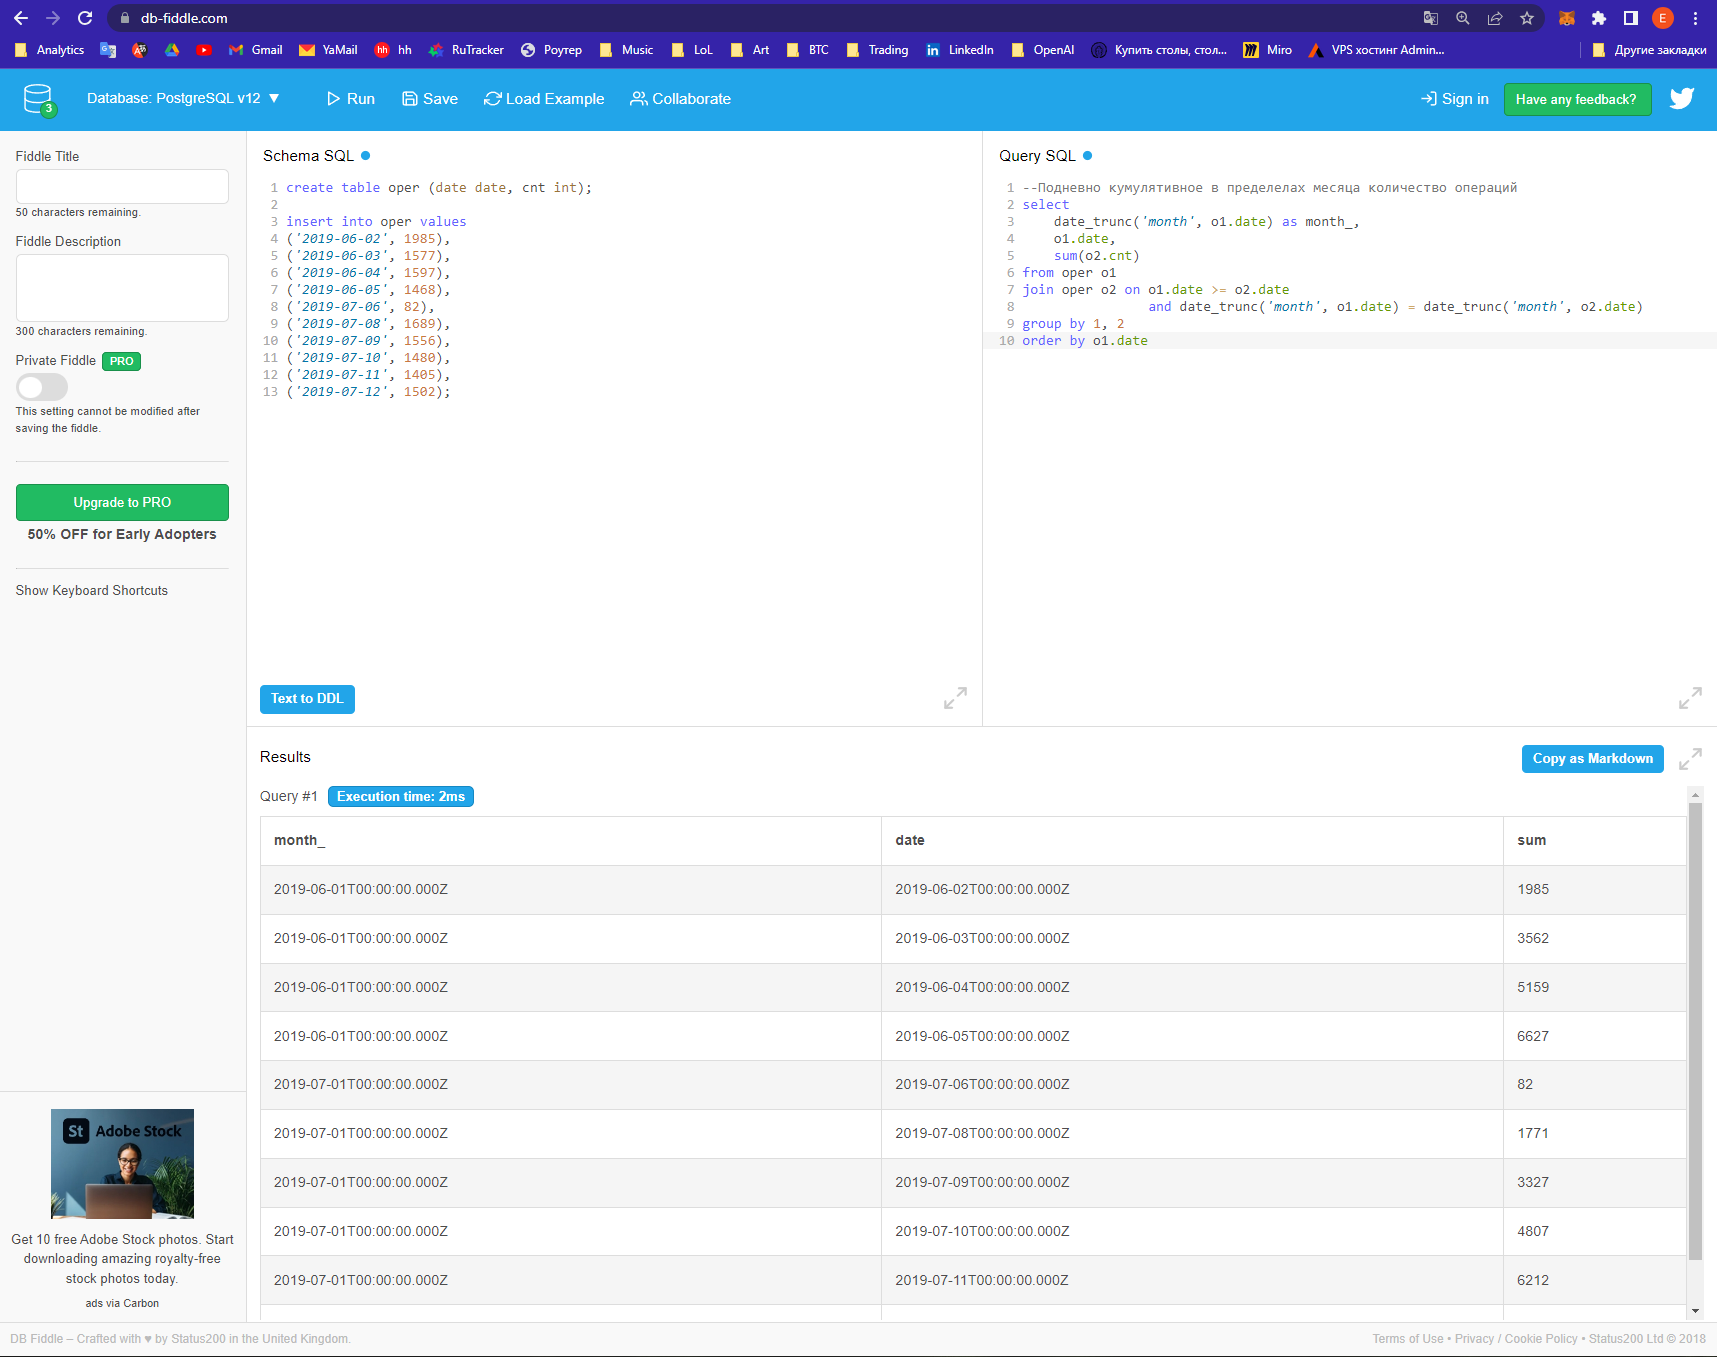 db-fiddle.com
Analytics
Gmail
YaMail
hh hh
RuTracker
Роутер
Music
LoL
Art
BTC
Trading
in LinkedIn
OpenAI
Купить столы, стол...
Miro
VPS хостинг Admin...
Другие закладки
E
3
Database: PostgreSQL v12 ▼
Run
Save
Load Example
Collaborate
Sign in
Have any feedback?
Fiddle Title
50 characters remaining.
Fiddle Description
300 characters remaining.
Private Fiddle PRO
This setting cannot be modified after
saving the fiddle.
Upgrade to PRO
50% OFF for Early Adopters
Show Keyboard Shortcuts
St Adobe Stock
Get 10 free Adobe Stock photos. Start
downloading amazing royalty-free
stock photos today.
ads via Carbon
Schema SQL
1 create table oper (date date, cnt int);
2
3 insert into oper values
4 ('2019-06-02', 1985),
5 ('2019-06-03', 1577),
6 ('2019-06-04', 1597),
7 ('2019-06-05', 1468),
8 ('2019-07-06', 82),
9 ('2019-07-08', 1689),
10 ('2019-07-09', 1556),
11 ('2019-07-10', 1480),
12 ('2019-07-11', 1405),
13 ('2019-07-12', 1502);
Text to DDL
Query SQL
1 --Подневно кумулятивное в пределелах месяца количество операций
2 select
3 date_trunc('month', o1.date) as month_,
4 o1.date,
5 sum(o2.cnt)
6 from oper o1
7 join oper o2 on o1.date >= o2.date
8 and date_trunc('month', o1.date) = date_trunc('month', o2.date)
9 group by 1, 2
10 order by o1.date
Results
Copy as Markdown
Query #1 Execution time: 2ms
month_ date sum
2019-06-01T00:00:00.000Z 2019-06-02T00:00:00.000Z 1985
2019-06-01T00:00:00.000Z 2019-06-03T00:00:00.000Z 3562
2019-06-01T00:00:00.000Z 2019-06-04T00:00:00.000Z 5159
2019-06-01T00:00:00.000Z 2019-06-05T00:00:00.000Z 6627
2019-07-01T00:00:00.000Z 2019-07-06T00:00:00.000Z 82
2019-07-01T00:00:00.000Z 2019-07-08T00:00:00.000Z 1771
2019-07-01T00:00:00.000Z 2019-07-09T00:00:00.000Z 3327
2019-07-01T00:00:00.000Z 2019-07-10T00:00:00.000Z 4807
2019-07-01T00:00:00.000Z 2019-07-11T00:00:00.000Z 6212
DB Fiddle – Crafted with ♥ by Status200 in the United Kingdom.
Terms of Use • Privacy / Cookie Policy • Status200 Ltd © 2018